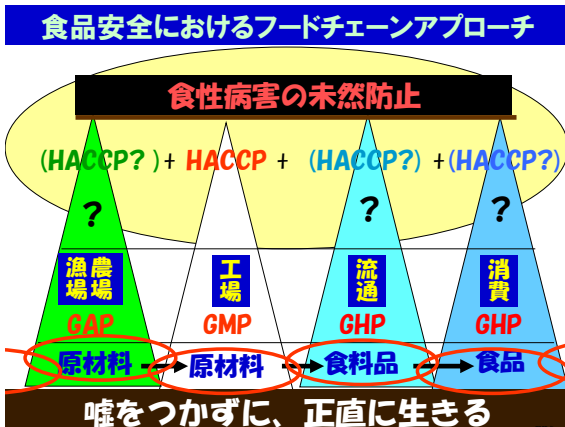 食品安全におけるフードチェーンアプローチ
食性病害の未然防止
(HACCP?) + HACCP + (HACCP?) + (HACCP?)
? ? ?
漁場 農場 工場 流通 消費
GAP GMP GHP GHP
原材料 原材料 食料品 食品
嘘をつかずに、正直に生きる